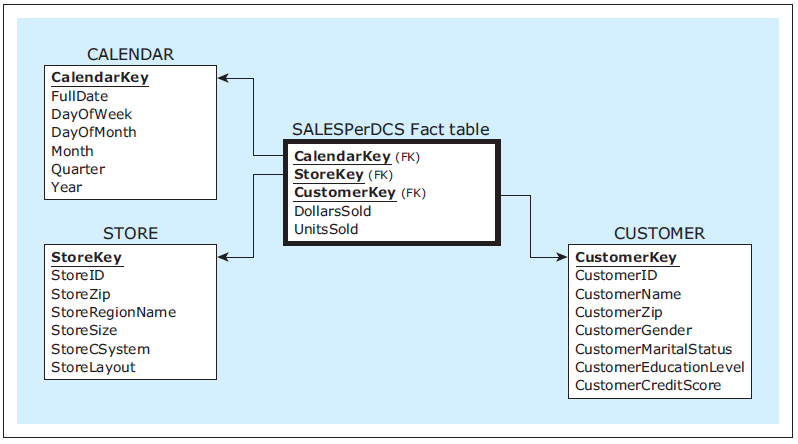 CALENDAR
CalendarKey
FullDate
DayOfWeek
DayOfMonth
Month
Quarter
Year
SALESPerDCS Fact table
CalendarKey (FK)
StoreKey (FK)
CustomerKey (FK)
DollarsSold
UnitsSold
STORE
StoreKey
StoreID
StoreZip
StoreRegionName
StoreSize
StoreCSystem
StoreLayout
CUSTOMER
CustomerKey
CustomerID
CustomerName
CustomerZip
CustomerGender
CustomerMaritalStatus
CustomerEducationLevel
CustomerCreditScore